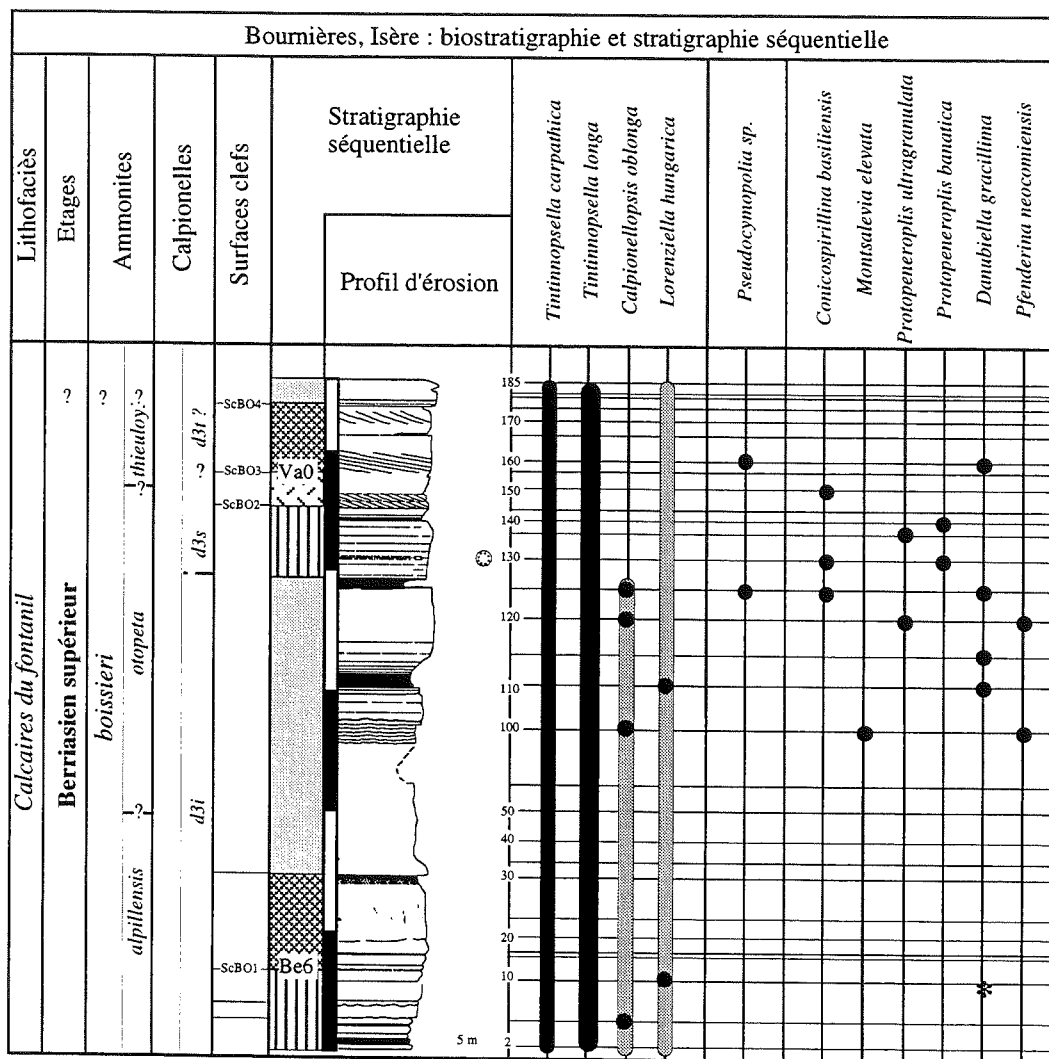 Bournières, Isère : biostratigraphie et stratigraphie séquentielle
Lithofaciès
Etages
Ammonites
Calpionelles
Surfaces clefs
Stratigraphie
séquentielle
Profil d'érosion
Tintinnopsella carpathica
Tintinnopsella longa
Calpionellopsis oblonga
Lorenziella hungarica
Pseudocymopolia sp.
Conicospirillina basiliensis
Montsalevia elevata
Protopeneroplis ultragranulata
Protopeneroplis banatica
Danubiella gracillima
Pfenderina neocomiensis
Calcaires du fontanil
Berriasien supérieur
?
boissieri
?
thieuloy. ?
?
otopeta
?
alpillensis
d3t ?
?
d3s
d3i
ScBO4
ScBO3
ScBO2
ScBO1
Va0
Be6
5 m
185
170
160
150
140
130
120
110
100
50
40
30
20
10
2